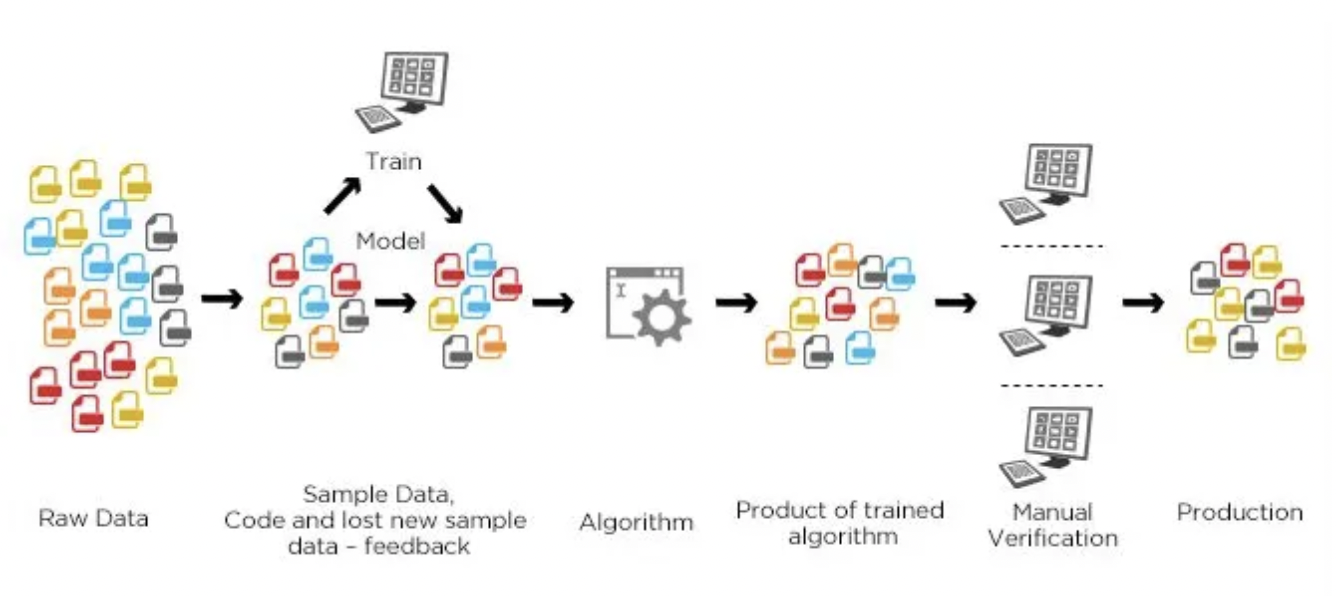 Train
Model
Raw Data
Sample Data,
Code and lost new sample
data – feedback
Algorithm
Product of trained
algorithm
Manual
Verification
Production